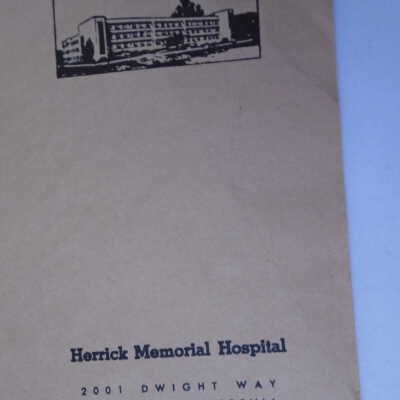 Herrick Memorial Hospital
2001 DWIGHT WAY